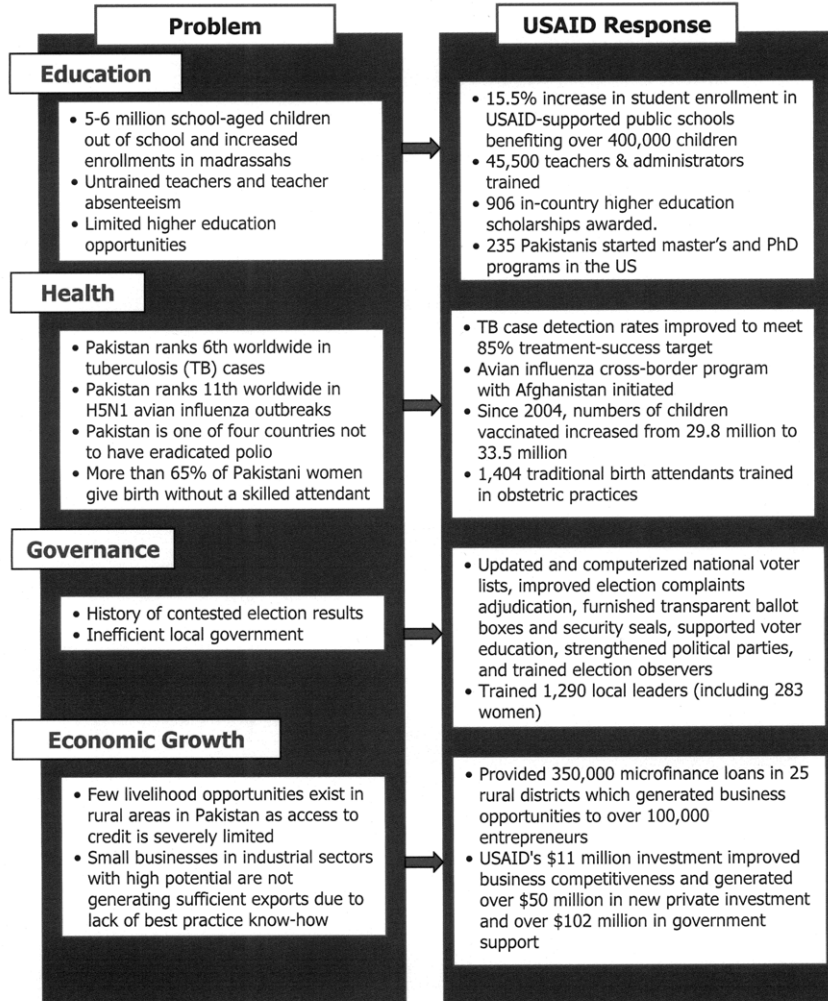 Problem
USAID Response
Education
• 5-6 million school-aged children
out of school and increased
enrollments in madrassahs
• Untrained teachers and teacher
absenteeism
• Limited higher education
opportunities
• 15.5% increase in student enrollment in
USAID-supported public schools
benefiting over 400,000 children
• 45,500 teachers & administrators
trained
• 906 in-country higher education
scholarships awarded.
• 235 Pakistanis started master's and PhD
programs in the US
Health
• Pakistan ranks 6th worldwide in
tuberculosis (TB) cases
• Pakistan ranks 11th worldwide in
H5N1 avian influenza outbreaks
• Pakistan is one of four countries not
to have eradicated polio
• More than 65% of Pakistani women
give birth without a skilled attendant
• TB case detection rates improved to meet
85% treatment-success target
• Avian influenza cross-border program
with Afghanistan initiated
• Since 2004, numbers of children
vaccinated increased from 29.8 million to
33.5 million
• 1,404 traditional birth attendants trained
in obstetric practices
Governance
• History of contested election results
• Inefficient local government
• Updated and computerized national voter
lists, improved election complaints
adjudication, furnished transparent ballot
boxes and security seals, supported voter
education, strengthened political parties,
and trained election observers
• Trained 1,290 local leaders (including 283
women)
Economic Growth
• Few livelihood opportunities exist in
rural areas in Pakistan as access to
credit is severely limited
• Small businesses in industrial sectors
with high potential are not
generating sufficient exports due to
lack of best practice know-how
• Provided 350,000 microfinance loans in 25
rural districts which generated business
opportunities to over 100,000
entrepreneurs
• USAID's $11 million investment improved
business competitiveness and generated
over $50 million in new private investment
and over $102 million in government
support